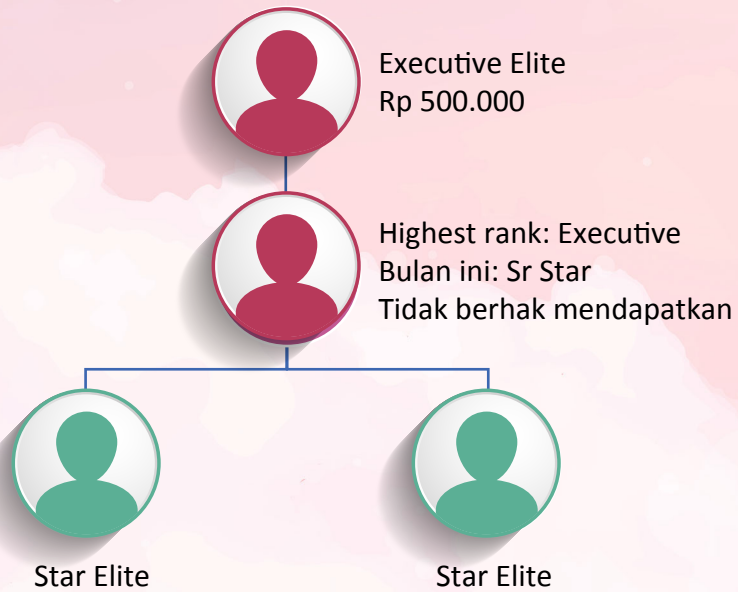 Executive Elite
Rp 500.000
Highest rank: Executive
Bulan ini: Sr Star
Tidak berhak mendapatkan
Star Elite
Star Elite